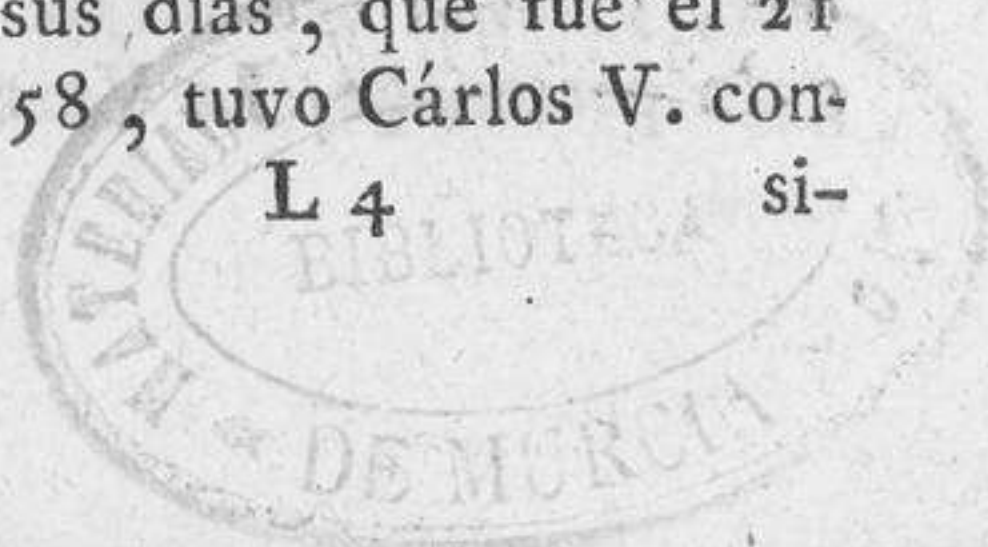 sus dias, que fue el 21
58, tuvo Cárlos V. con-
L 4 si-
BIBLIOTECA
DE MURCIA